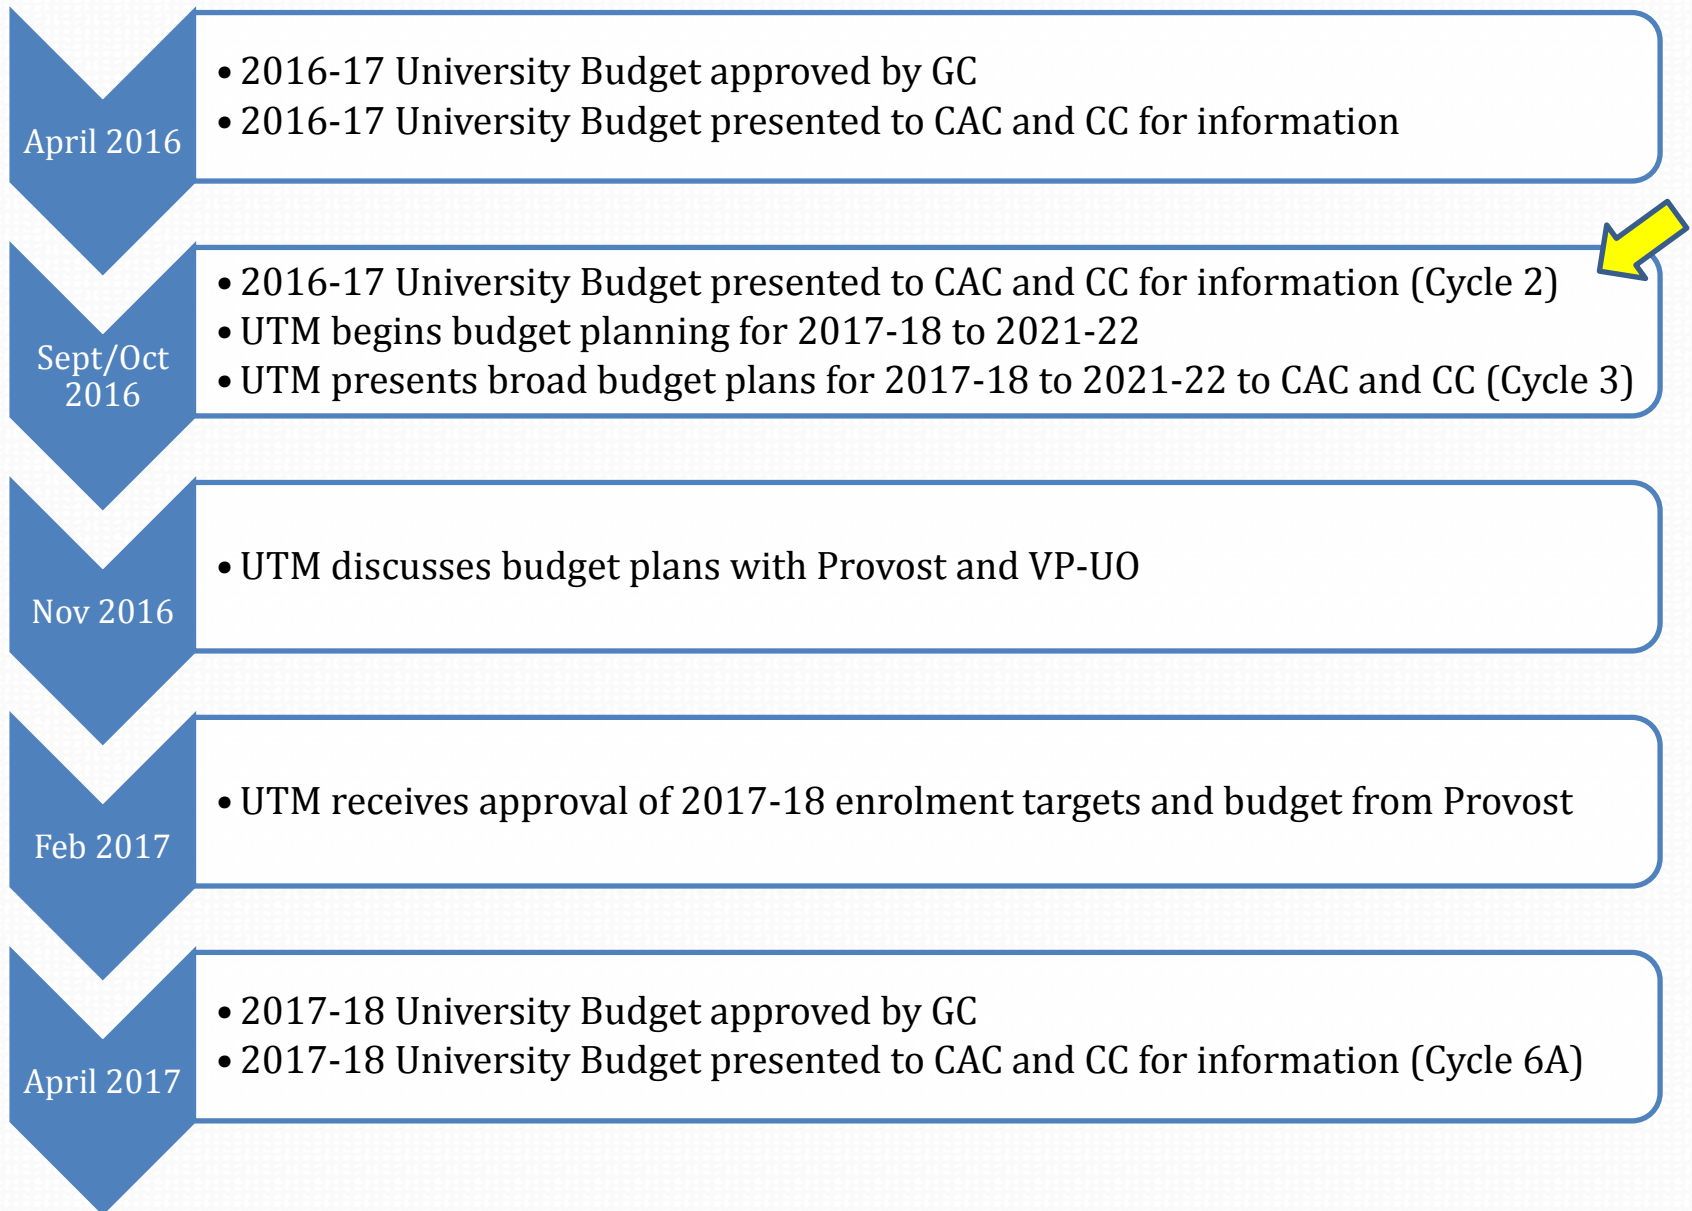 April 2016
• 2016-17 University Budget approved by GC
• 2016-17 University Budget presented to CAC and CC for information
Sept/Oct
2016
• 2016-17 University Budget presented to CAC and CC for information (Cycle 2)
• UTM begins budget planning for 2017-18 to 2021-22
• UTM presents broad budget plans for 2017-18 to 2021-22 to CAC and CC (Cycle 3)
Nov 2016
• UTM discusses budget plans with Provost and VP-UO
Feb 2017
• UTM receives approval of 2017-18 enrolment targets and budget from Provost
April 2017
• 2017-18 University Budget approved by GC
• 2017-18 University Budget presented to CAC and CC for information (Cycle 6A)